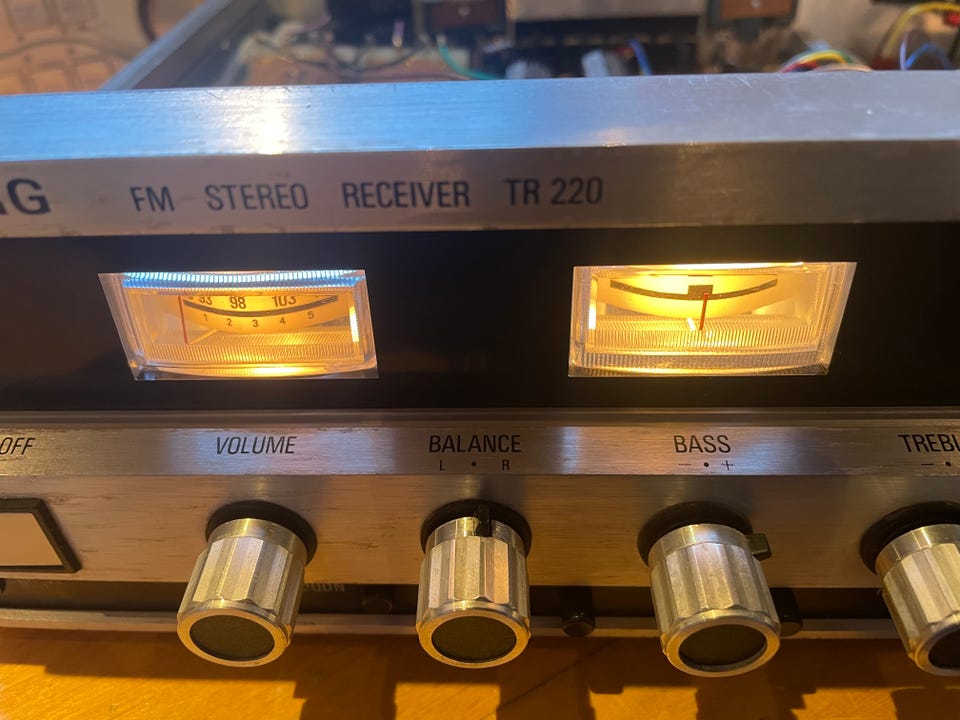 FM STEREO RECEIVER TR 220
93 98 103
1 2 3 4 5
OFF VOLUME BALANCE BASS
L • R - • +